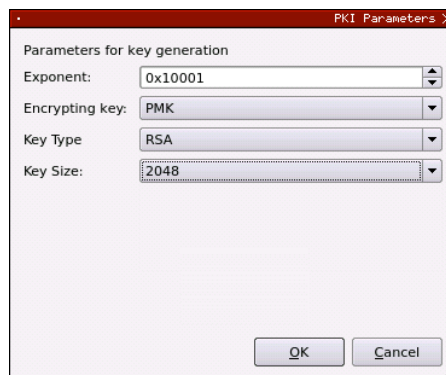 PKI Parameters
Parameters for key generation
Exponent: 0x10001
Encrypting key: PMK
Key Type RSA
Key Size: 2048
OK Cancel